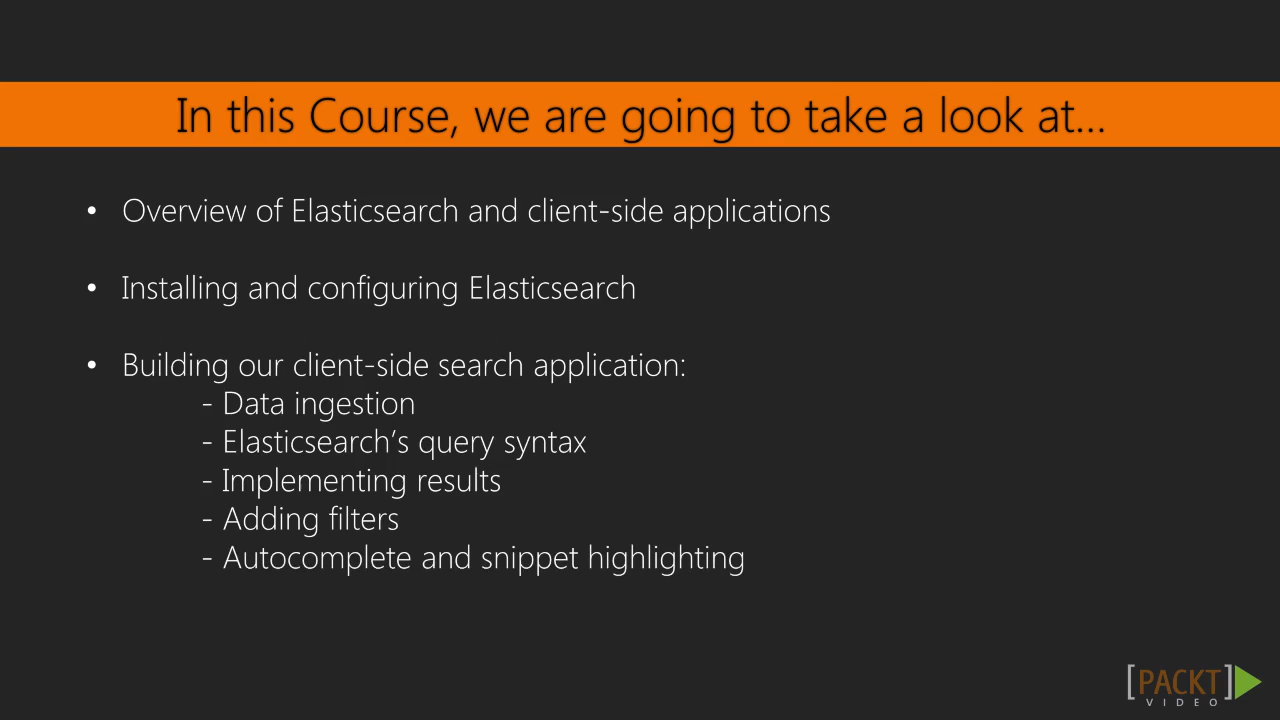 In this Course, we are going to take a look at...
• Overview of Elasticsearch and client-side applications
• Installing and configuring Elasticsearch
• Building our client-side search application:
- Data ingestion
- Elasticsearch’s query syntax
- Implementing results
- Adding filters
- Autocomplete and snippet highlighting
[PACKT]
VIDEO